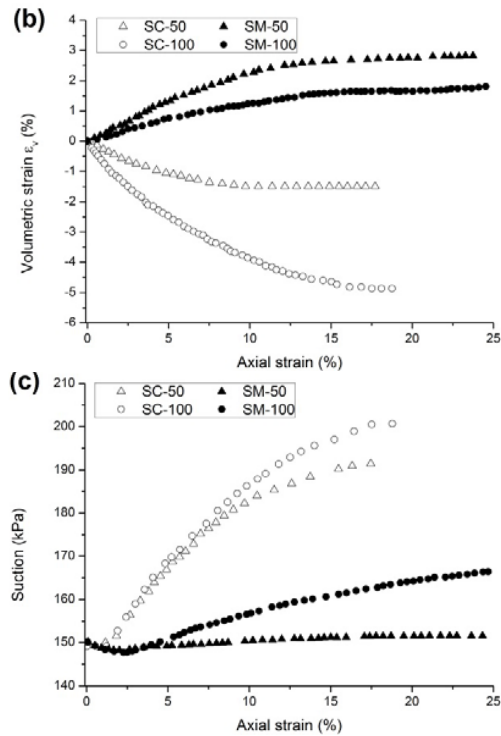 (b)
SC-50 SM-50
SC-100 SM-100
4
3
2
1
0
-1
-2
-3
-4
-5
-6
Volumetric strain εv (%)
0 5 10 15 20 25
Axial strain (%)
(c)
SC-50 SM-50
SC-100 SM-100
210
200
190
180
170
160
150
140
Suction (kPa)
0 5 10 15 20 25
Axial strain (%)